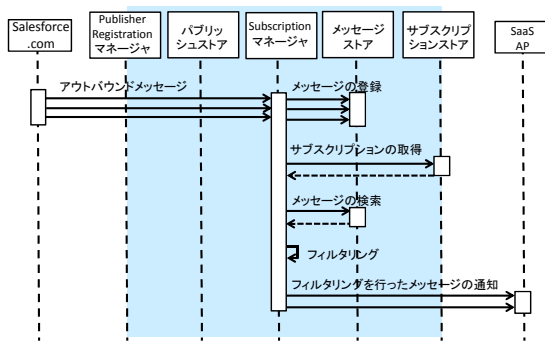 Salesforce
.com
Publisher
Registration
マネージャ
パブリッ
シュストア
Subscription
マネージャ
メッセージ
ストア
サブスクリプ
ションストア
SaaS
AP
アウトバウンドメッセージ
メッセージの登録
サブスクリプションの取得
メッセージの検索
フィルタリング
フィルタリングを行ったメッセージの通知